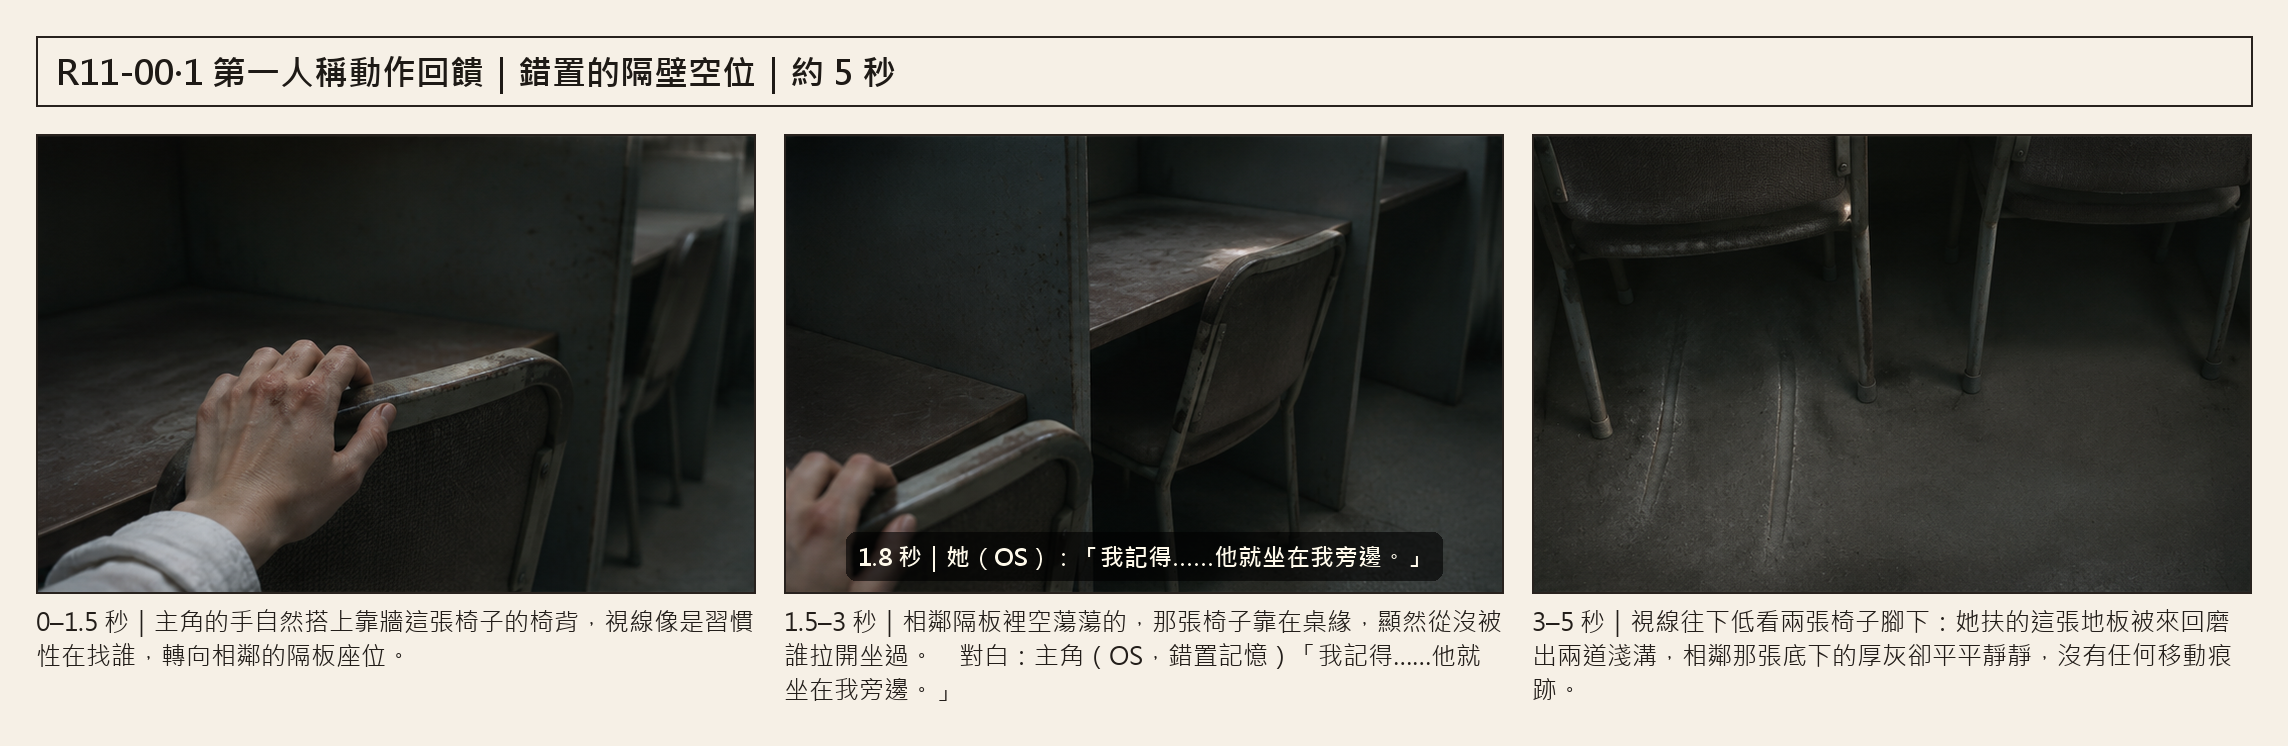 R11-00·1 第一人稱動作回饋｜錯置的隔壁空位｜約 5 秒
1.8 秒｜她（OS）：「我記得……他就坐在我旁邊。」
0–1.5 秒｜主角的手自然搭上靠牆這張椅子的椅背，視線像是習慣
性在找誰，轉向相鄰的隔板座位。
1.5–3 秒｜相鄰隔板裡空蕩蕩的，那張椅子靠在桌緣，顯然從沒被
誰拉開坐過。　對白：主角（OS，錯置記憶）「我記得……他就
坐在我旁邊。」
3–5 秒｜視線往下低看兩張椅子腳下：她扶的這張地板被來回磨
出兩道淺溝，相鄰那張底下的厚灰卻平平靜靜，沒有任何移動痕
跡。